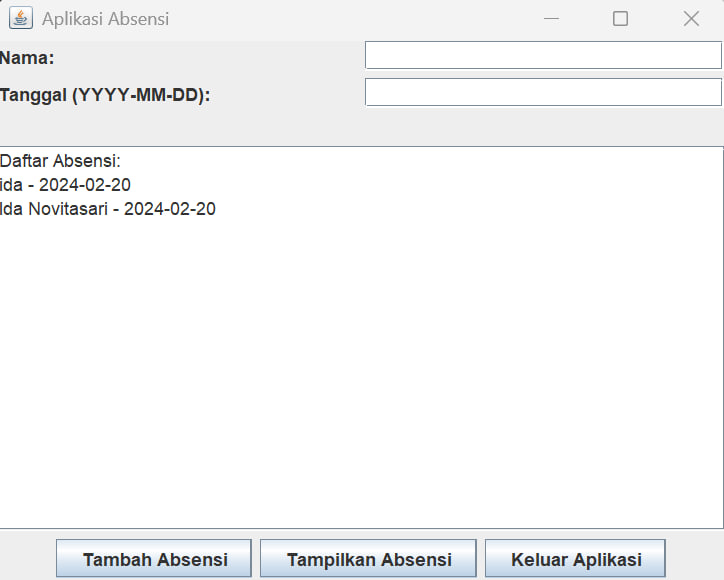 Aplikasi Absensi
Nama:
Tanggal (YYYY-MM-DD):
Daftar Absensi:
ida - 2024-02-20
Ida Novitasari - 2024-02-20
Tambah Absensi
Tampilkan Absensi
Keluar Aplikasi